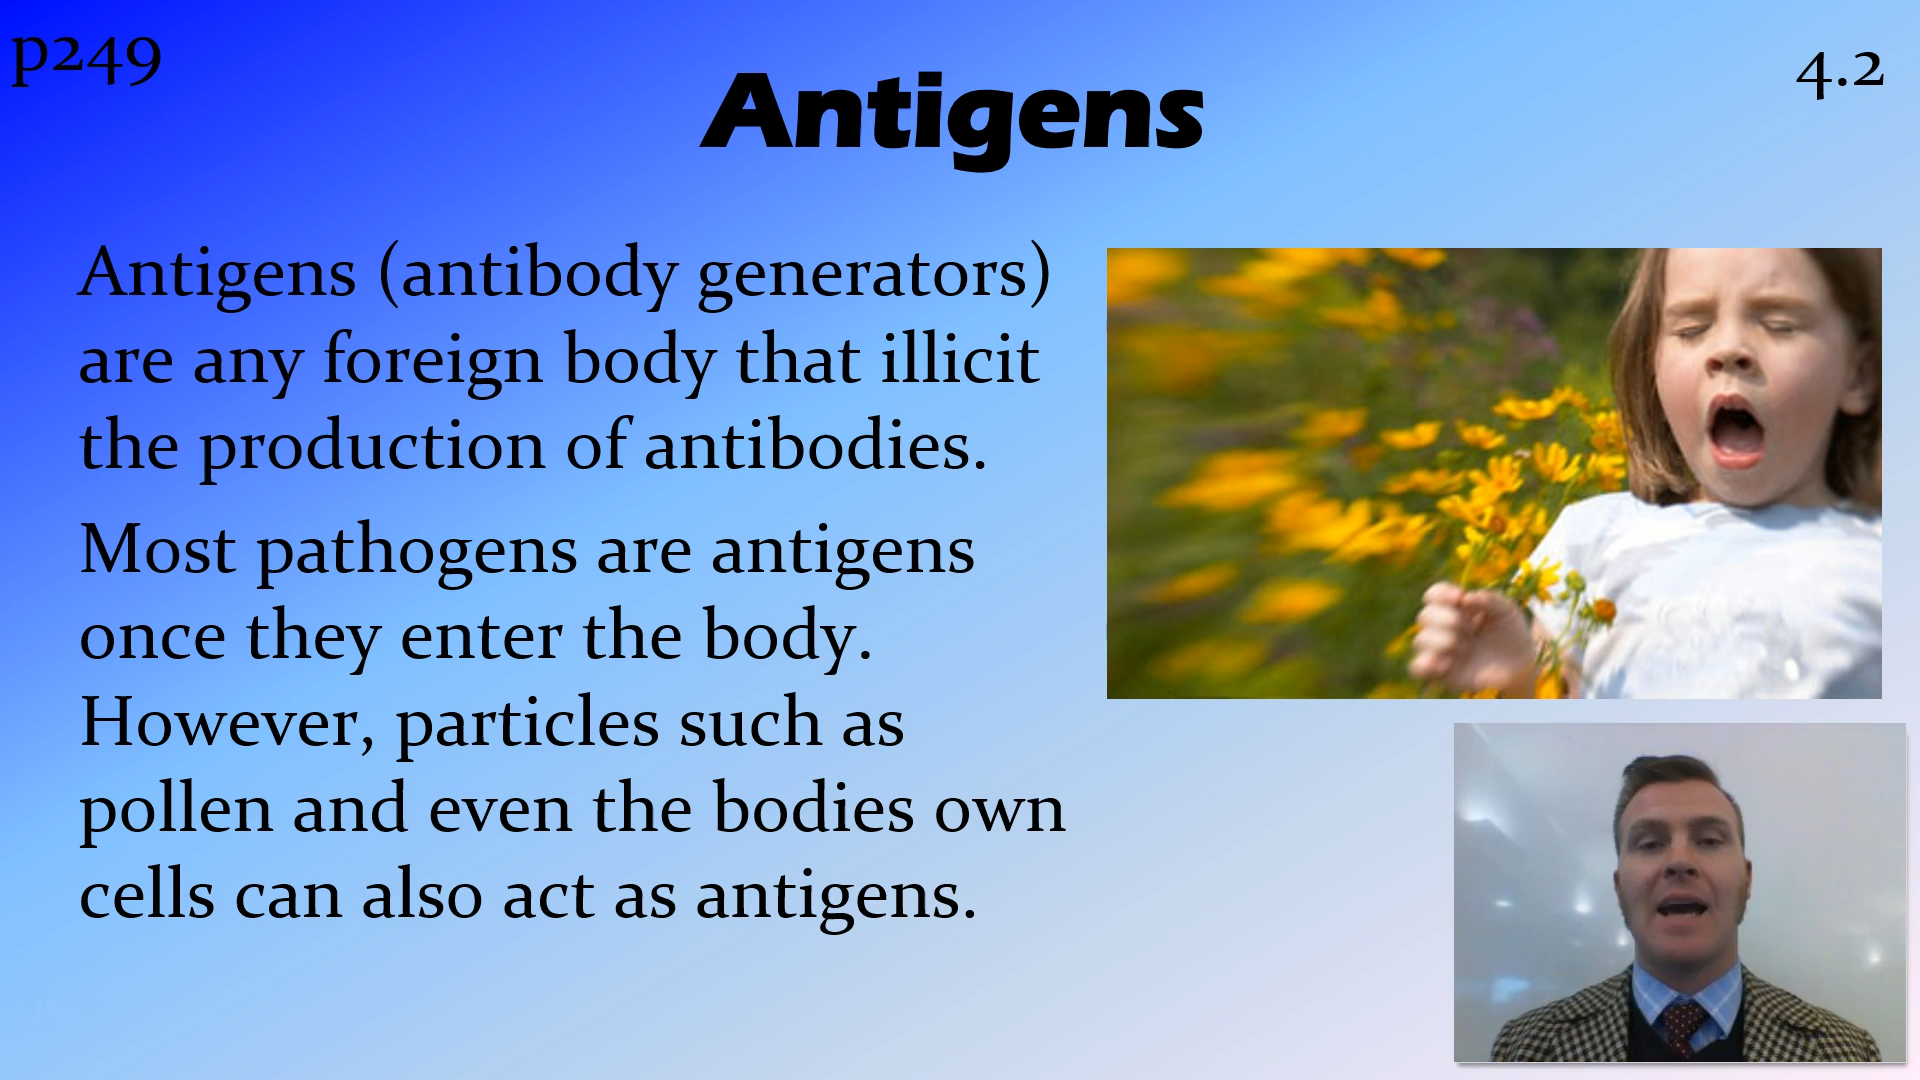 p249
4.2
Antigens
Antigens (antibody generators)
are any foreign body that illicit
the production of antibodies.
Most pathogens are antigens
once they enter the body.
However, particles such as
pollen and even the bodies own
cells can also act as antigens.